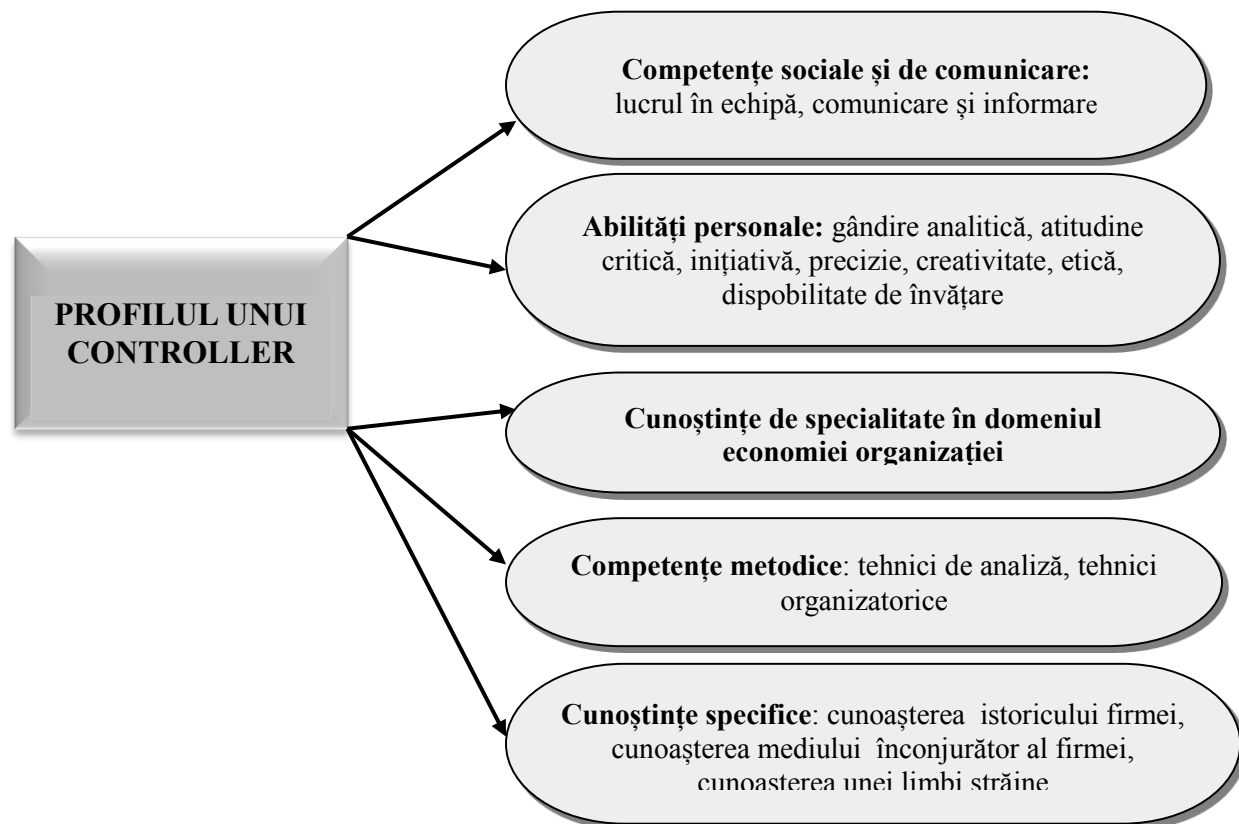 Competențe sociale și de comunicare:
lucrul în echipă, comunicare și informare
Abilități personale: gândire analitică, atitudine
critică, inițiativă, precizie, creativitate, etică,
dispobilitate de învățare
PROFILUL UNUI
CONTROLLER
Cunoștințe de specialitate în domeniul
economiei organizației
Competențe metodice: tehnici de analiză, tehnici
organizatorice
Cunoștințe specifice: cunoașterea istoricului firmei,
cunoașterea mediului înconjurător al firmei,
cunoașterea unei limbi străine